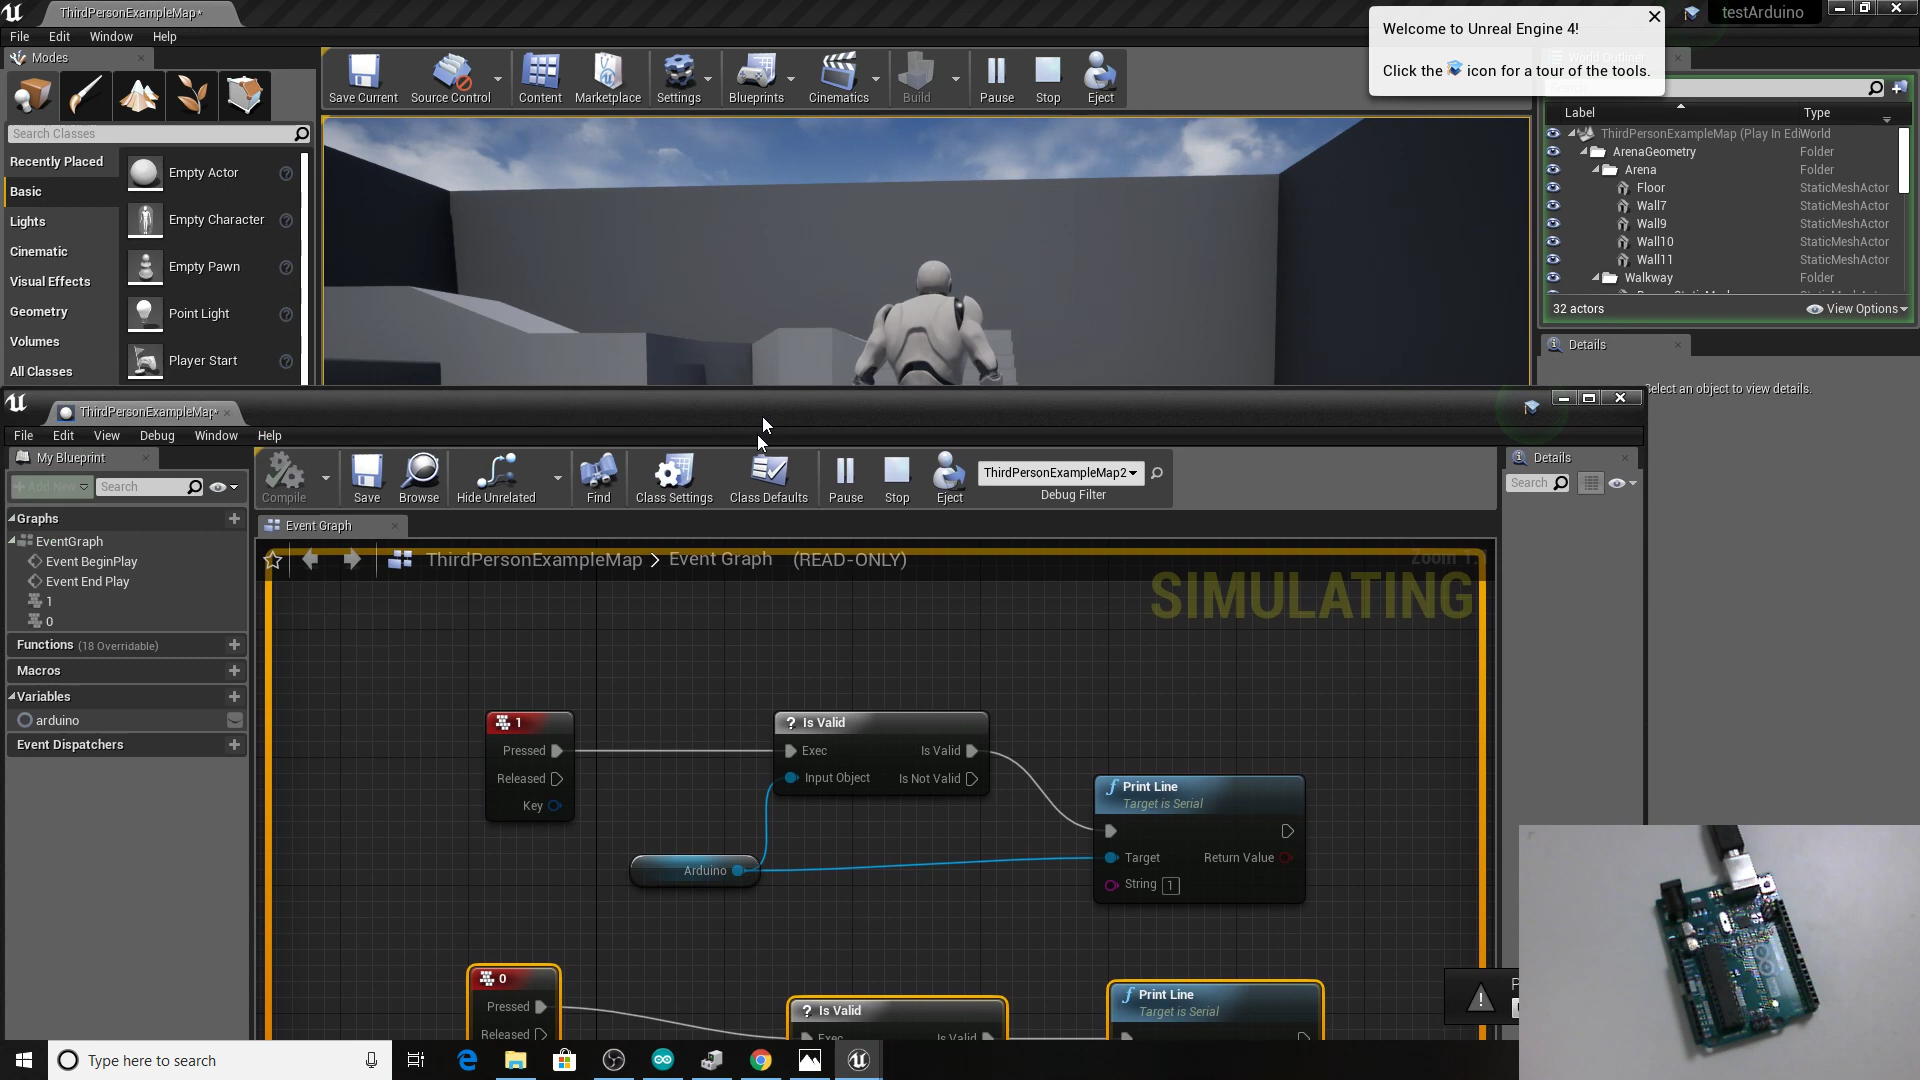 ThirdPersonExampleMap*
testArduino
File Edit Window Help
Welcome to Unreal Engine 4!
Click the icon for a tour of the tools.
Modes
Save Current
Source Control
Content
Marketplace
Settings
Blueprints
Cinematics
Build
Pause
Stop
Eject
Search Classes
Recently Placed
Basic
Lights
Cinematic
Visual Effects
Geometry
Volumes
All Classes
Empty Actor
Empty Character
Empty Pawn
Point Light
Player Start
Label Type
ThirdPersonExampleMap (Play In Edi World
ArenaGeometry Folder
Arena Folder
Floor StaticMeshActor
Wall7 StaticMeshActor
Wall9 StaticMeshActor
Wall10 StaticMeshActor
Wall11 StaticMeshActor
Walkway Folder
32 actors
View Options
Details
Select an object to view details.
ThirdPersonExampleMap*
File Edit View Debug Window Help
My Blueprint
Add New
Search
Compile
Save
Browse
Hide Unrelated
Find
Class Settings
Class Defaults
Pause
Stop
Eject
ThirdPersonExampleMap2
Debug Filter
Details
Search
Graphs
EventGraph
Event BeginPlay
Event End Play
1
0
Functions (18 Overridable)
Macros
Variables
arduino
Event Dispatchers
Event Graph
ThirdPersonExampleMap > Event Graph (READ-ONLY)
SIMULATING
1
Pressed
Released
Key
? Is Valid
Exec Is Valid
Input Object Is Not Valid
Arduino
f Print Line
Target is Serial
Target Return Value
String 1
0
Pressed
Released
? Is Valid
Exec Is Valid
f Print Line
Target is Serial
Type here to search